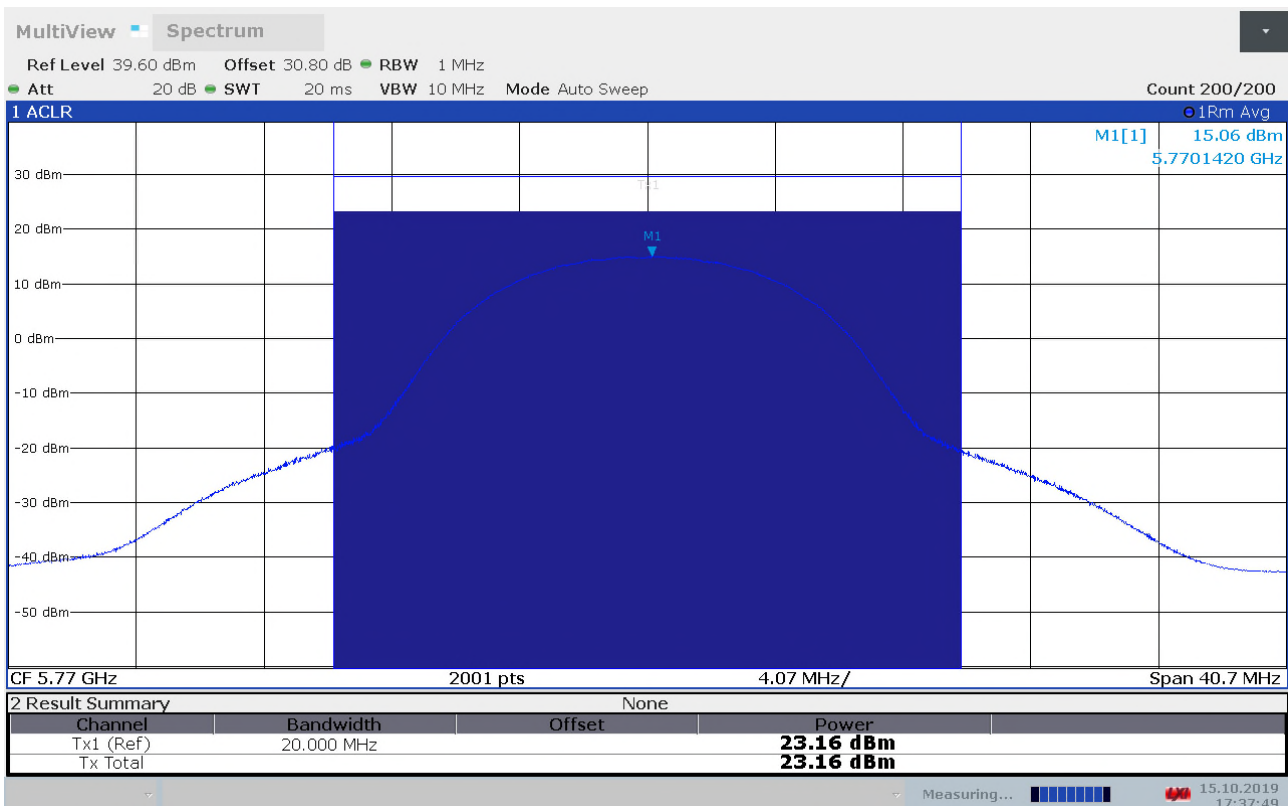 MultiView Spectrum
Ref Level 39.60 dBm Offset 30.80 dB RBW 1 MHz
Att 20 dB SWT 20 ms VBW 10 MHz Mode Auto Sweep Count 200/200
1 ACLR 1Rm Avg
M1[1] 15.06 dBm
5.7701420 GHz
30 dBm
Tx1
20 dBm
M1
10 dBm
0 dBm
-10 dBm
-20 dBm
-30 dBm
-40 dBm
-50 dBm
CF 5.77 GHz 2001 pts 4.07 MHz/ Span 40.7 MHz
2 Result Summary None
Channel Bandwidth Offset Power
Tx1 (Ref) 20.000 MHz 23.16 dBm
Tx Total 23.16 dBm
Measuring... 15.10.2019
17:37:49